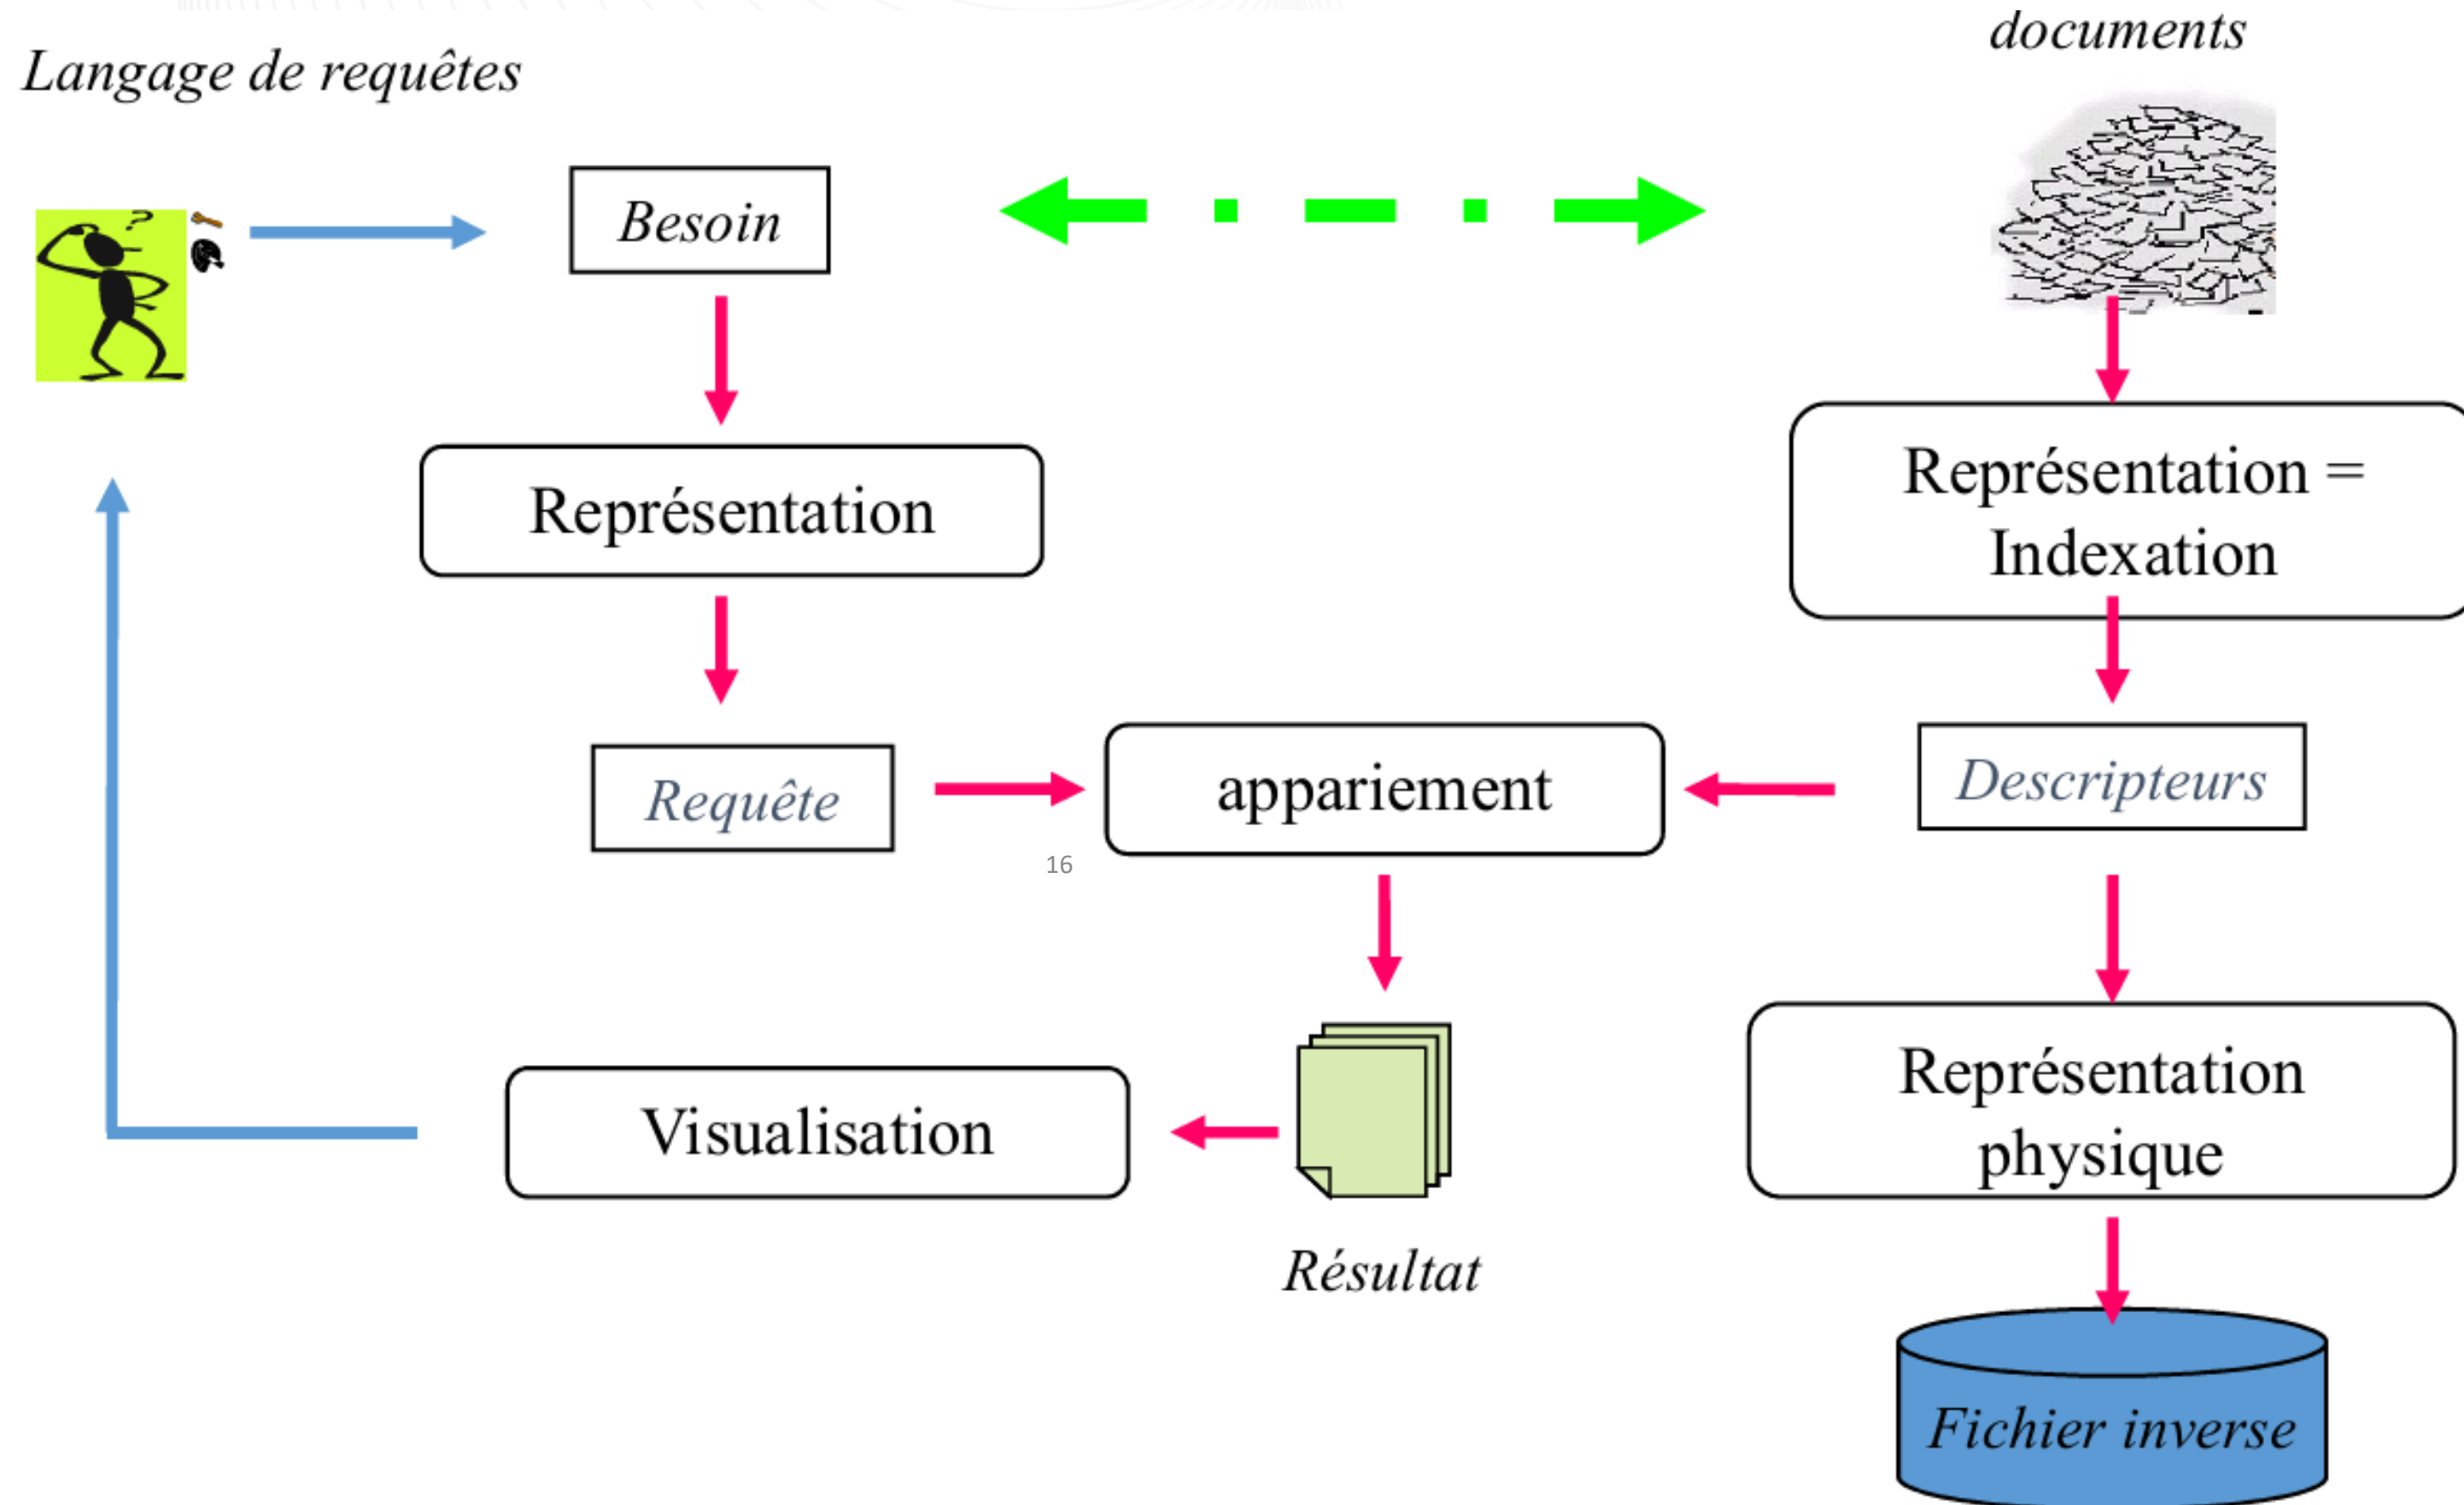 documents
Langage de requêtes
?
Besoin
Représentation
Représentation =
Indexation
Requête
appariement
Descripteurs
16
Visualisation
Représentation
physique
Résultat
Fichier inverse